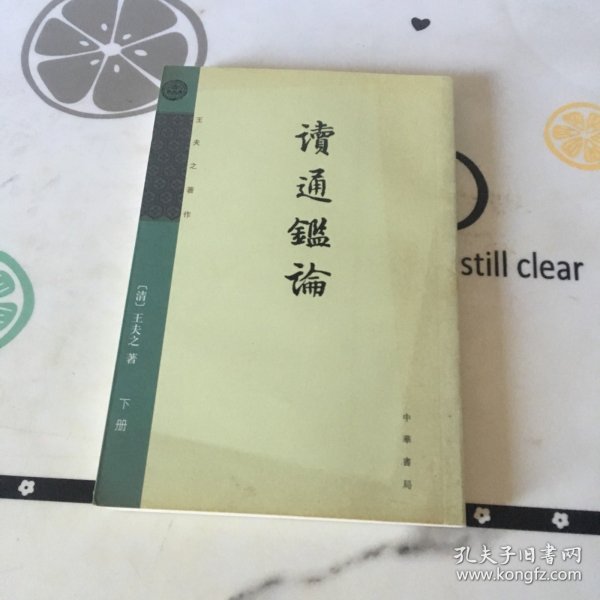 讀通鑑論
王夫之著作
〔清〕王夫之 著
下册
中華書局
still clear
孔夫子旧书网
www.kongfz.com